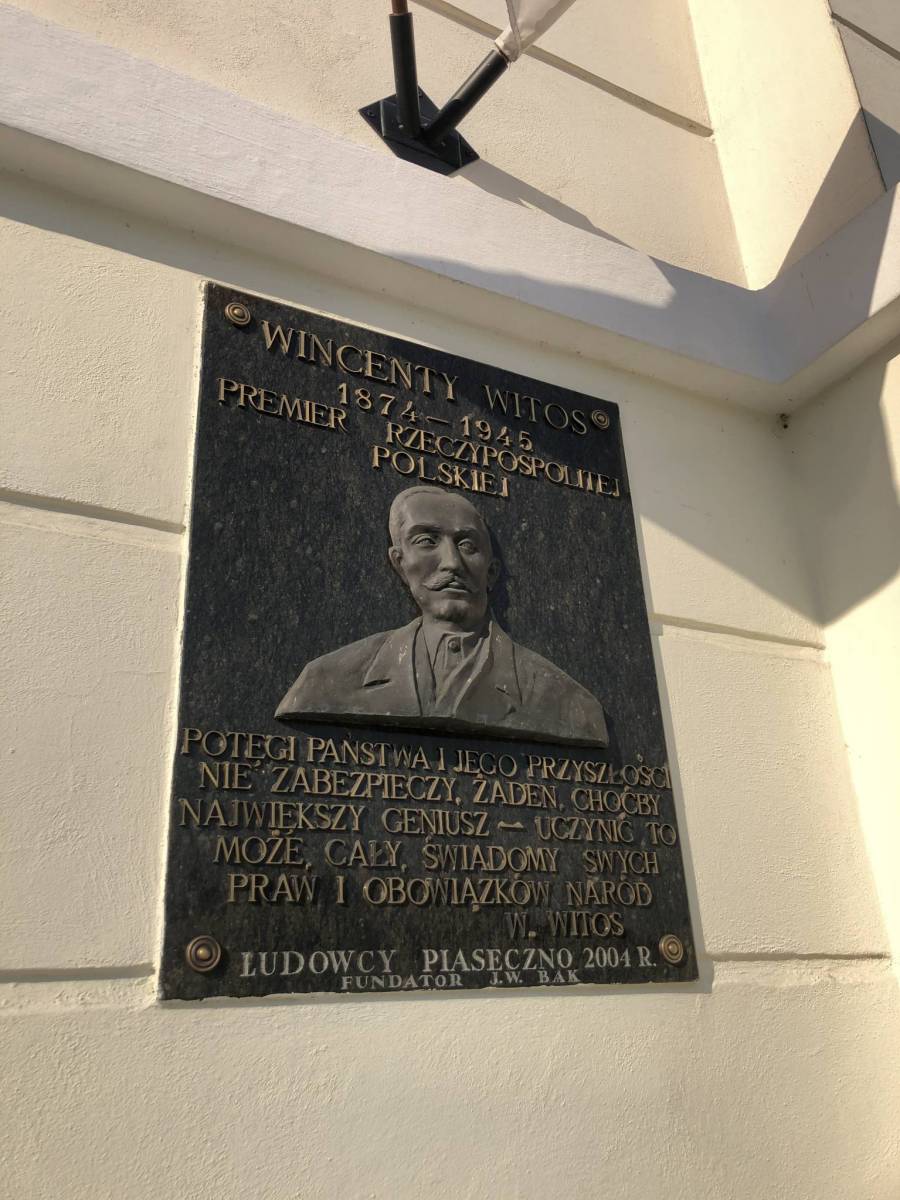 WINCENTY WITOS
1874–1945
PREMIER RZECZYPOSPOLITEJ
POLSKIEJ
POTĘGI PAŃSTWA I JEGO PRZYSZŁOŚCI
NIE ZABEZPIECZY, ŻADEN, CHOĆBY
NAJWIĘKSZY GENIUSZ – UCZYNIĆ TO
MOŻE, CAŁY, ŚWIADOMY SWYCH
PRAW I OBOWIĄZKÓW NARÓD
W. WITOS
LUDOWCY PIASECZNO 2004 R.
FUNDATOR J.W. BĄK